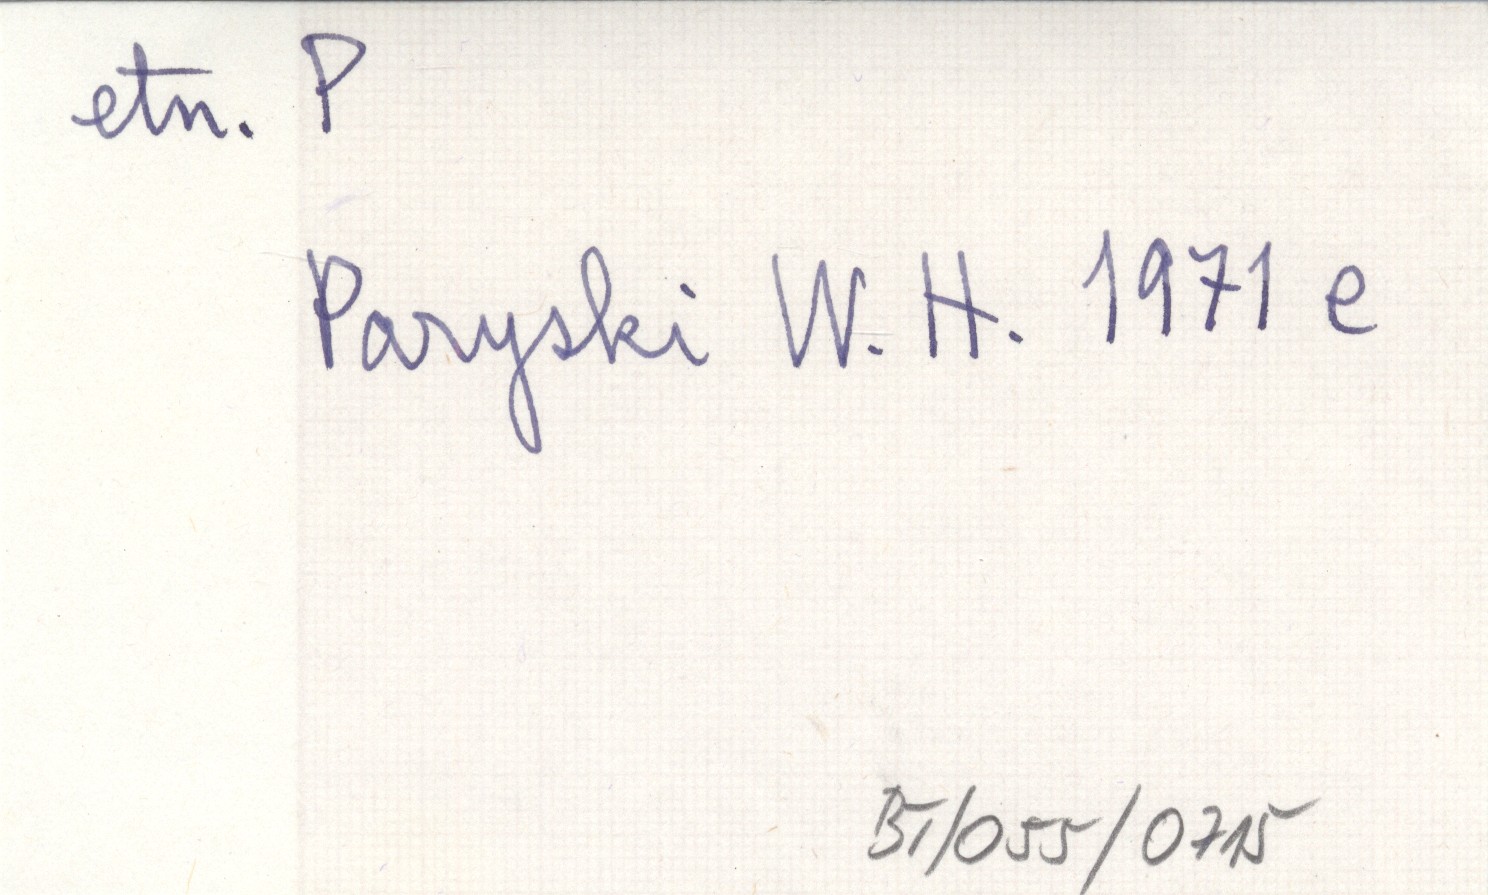 etn. P
Paryski W. H. 1971 e
BT/055/0715